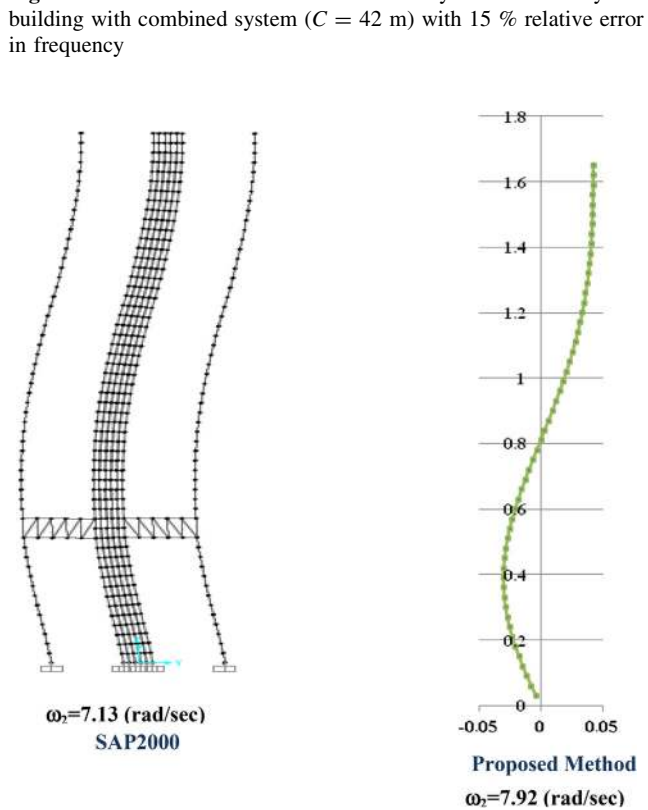 building with combined system (C = 42 m) with 15 % relative error
in frequency
1.8
1.6
1.4
1.2
1
0.8
0.6
0.4
0.2
0
-0.05 0 0.05
Y
ω₂=7.13 (rad/sec)
SAP2000
Proposed Method
ω₂=7.92 (rad/sec)